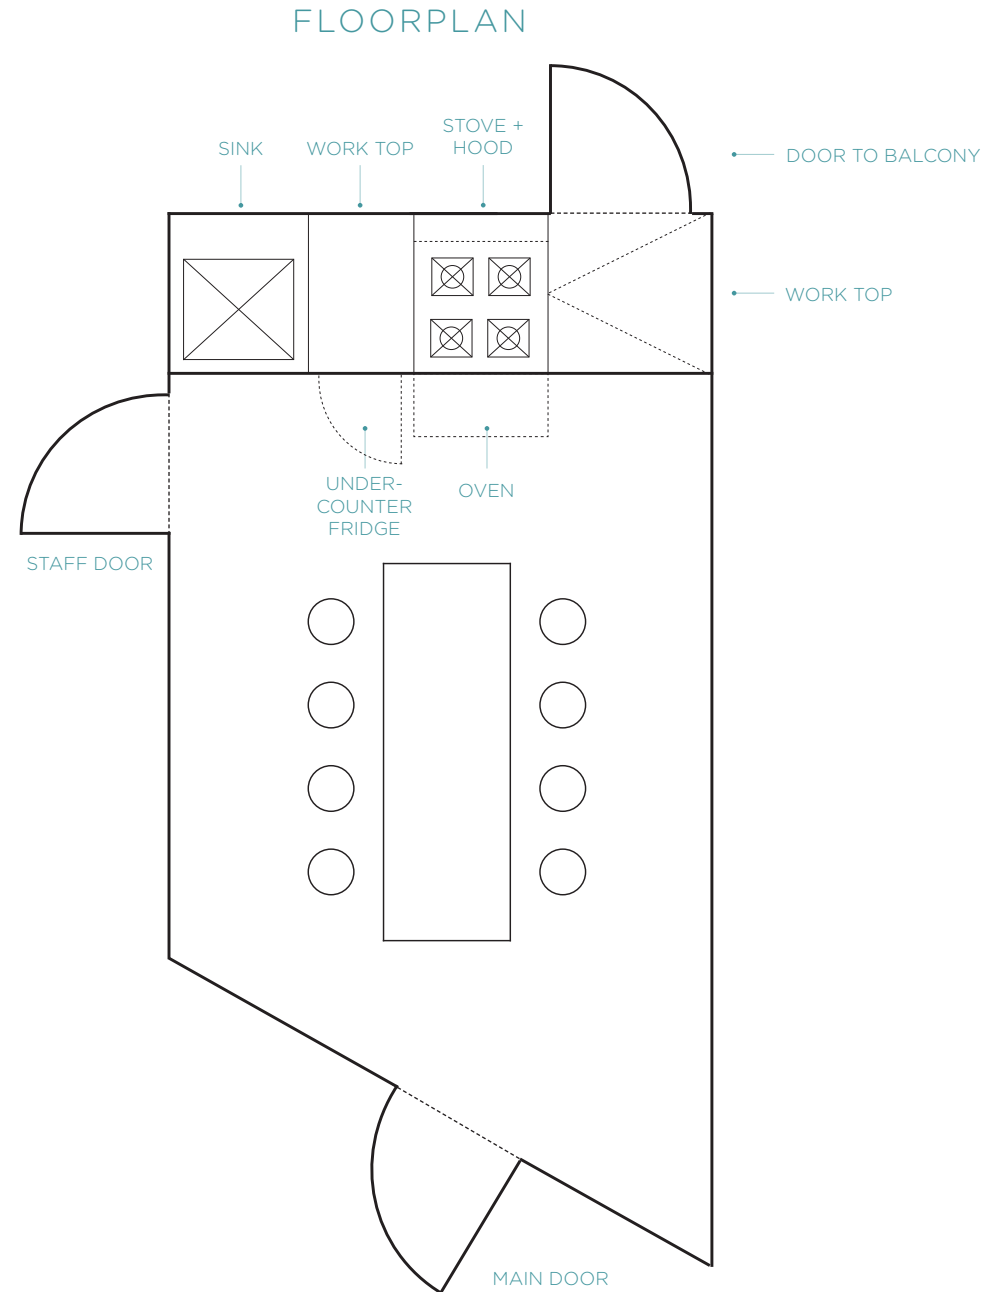 FLOORPLAN
SINK
WORK TOP
STOVE +
HOOD
DOOR TO BALCONY
WORK TOP
UNDER-
COUNTER
FRIDGE
OVEN
STAFF DOOR
MAIN DOOR